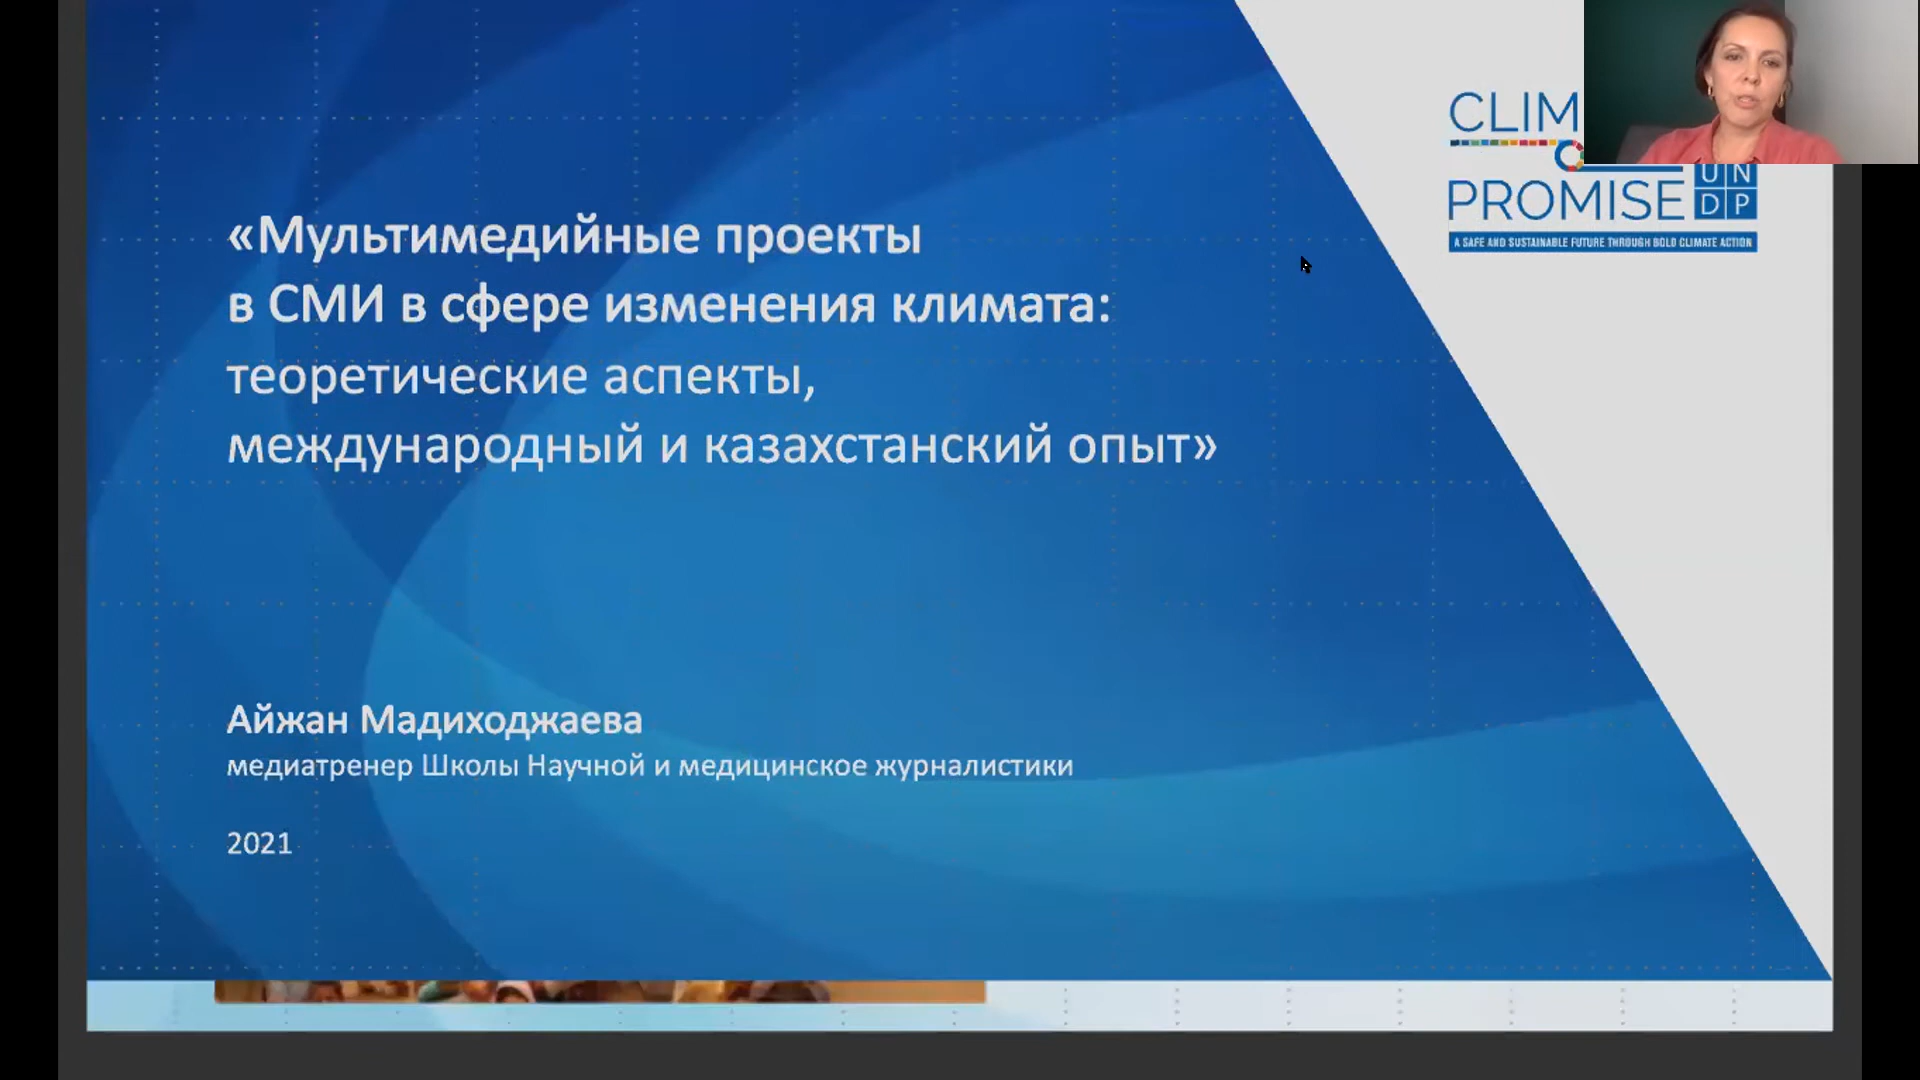 «Мультимедийные проекты
в СМИ в сфере изменения климата:
теоретические аспекты,
международный и казахстанский опыт»
Айжан Мадиходжаева
медиатренер Школы Научной и медицинское журналистики
2021
CLIM
PROMISE
UN
DP
A SAFE AND SUSTAINABLE FUTURE THROUGH BOLD CLIMATE ACTION